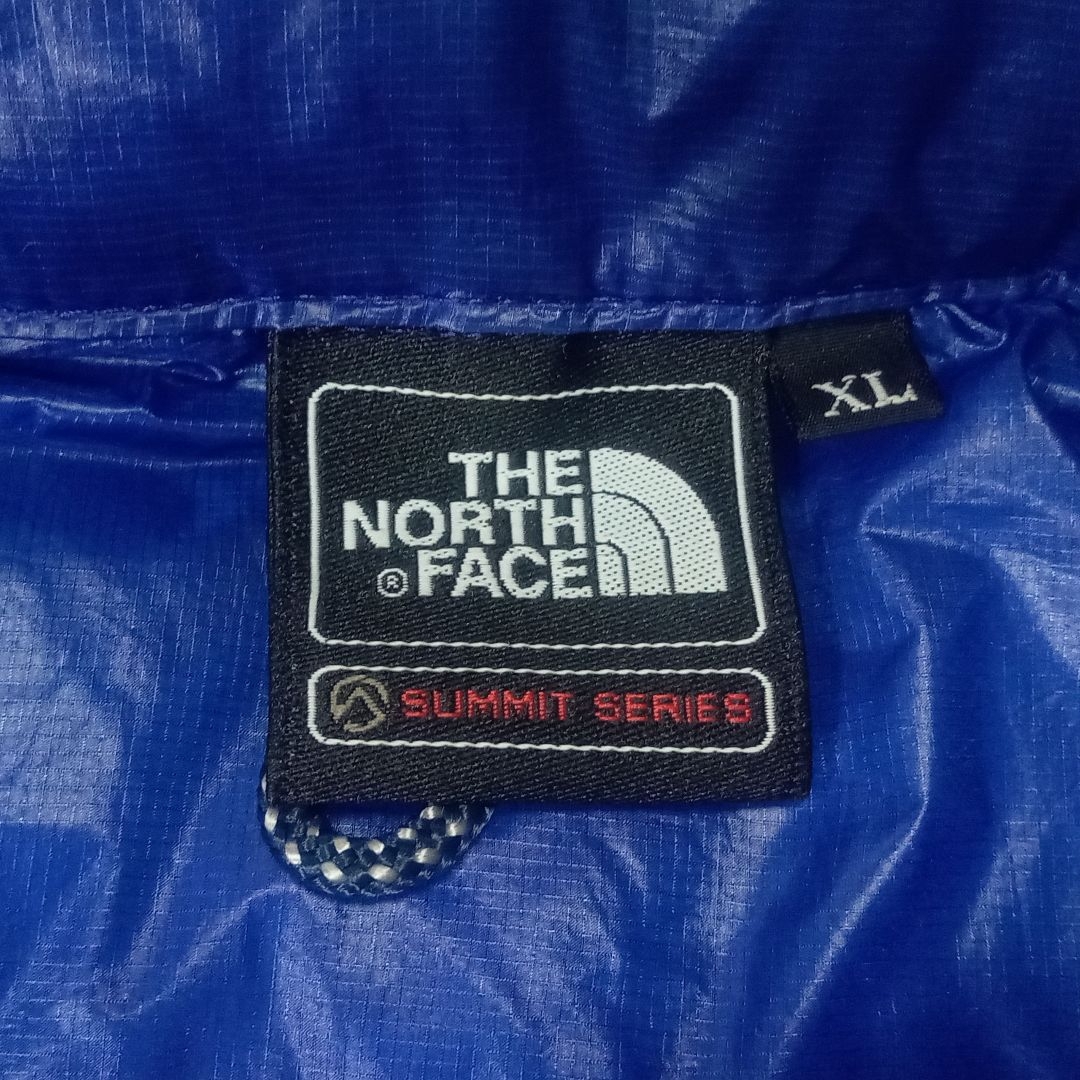 THE
NORTH
® FACE
SUMMIT SERIES
XL